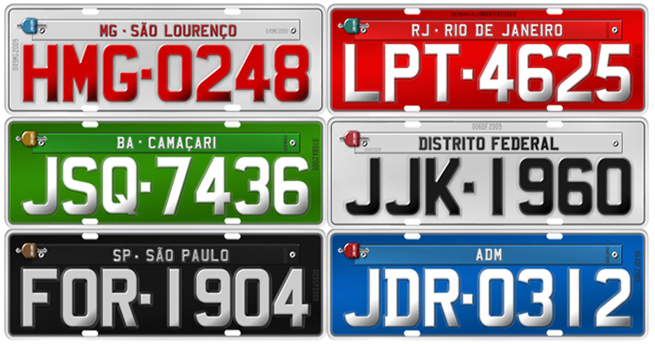 MG · SÃO LOURENÇO
HMG·0248
RJ · RIO DE JANEIRO
LPT·4625
BA · CAMAÇARI
JSQ·7436
DISTRITO FEDERAL
JJK·1960
SP · SÃO PAULO
FOR·1904
ADM
JDR·0312